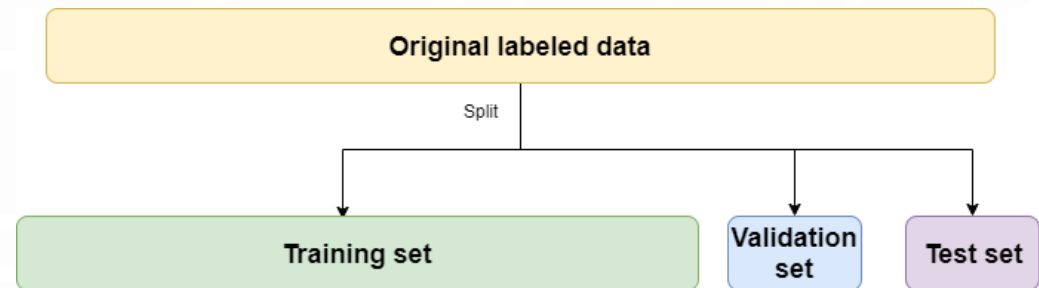 Original labeled data
Split
Training set
Validation
set
Test set